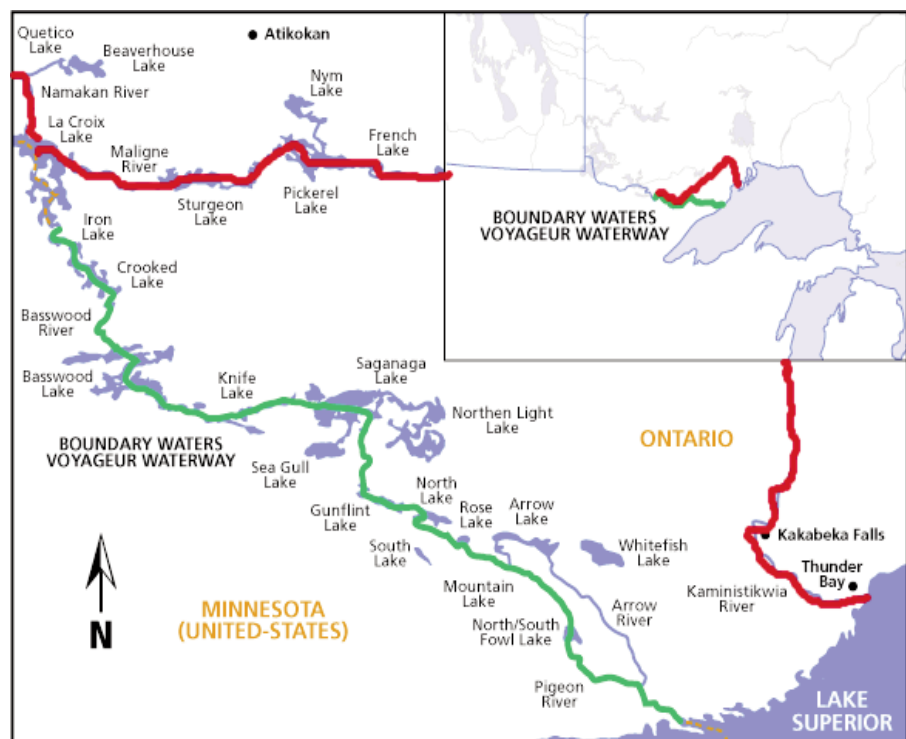 Quetico
Lake
Beaverhouse
Lake
Atikokan
Namakan River
Nym
Lake
La Croix
Lake
Maligne
River
French
Lake
Sturgeon
Lake
Pickerel
Lake
BOUNDARY WATERS
VOYAGEUR WATERWAY
Iron
Lake
Crooked
Lake
Basswood
River
Basswood
Lake
Knife
Lake
Saganaga
Lake
Northen Light
Lake
BOUNDARY WATERS
VOYAGEUR WATERWAY
Sea Gull
Lake
ONTARIO
Gunflint
Lake
North
Lake
Rose
Lake
Arrow
Lake
South
Lake
Whitefish
Lake
Kakabeka Falls
Thunder
Bay
Kaministikwia
River
Mountain
Lake
MINNESOTA
(UNITED-STATES)
Arrow
River
North/South
Fowl Lake
N
Pigeon
River
LAKE
SUPERIOR